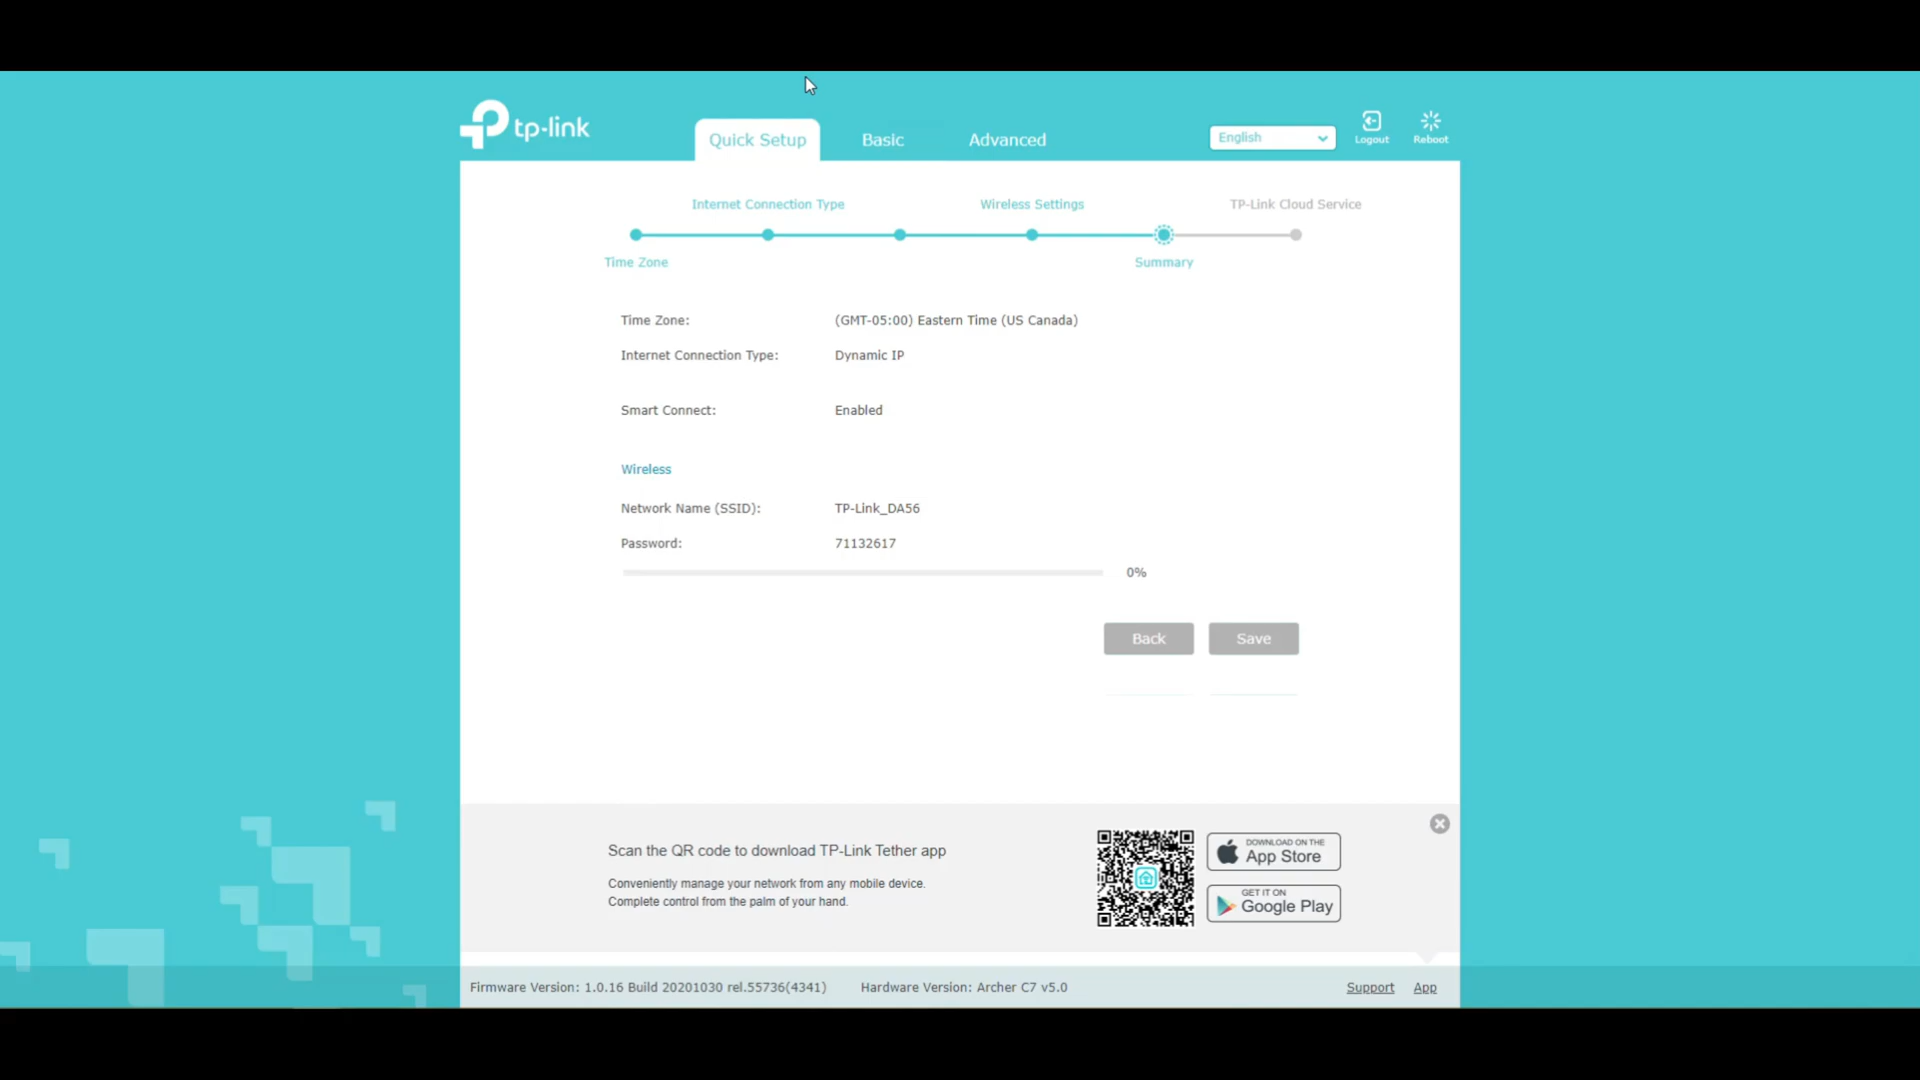 tp-link
Quick Setup
Basic
Advanced
English
Logout
Reboot
Internet Connection Type
Wireless Settings
TP-Link Cloud Service
Time Zone
Summary
Time Zone: (GMT-05:00) Eastern Time (US Canada)
Internet Connection Type: Dynamic IP
Smart Connect: Enabled
Wireless
Network Name (SSID): TP-Link_DA56
Password: 71132617
0%
Back
Save
Scan the QR code to download TP-Link Tether app
Conveniently manage your network from any mobile device.
Complete control from the palm of your hand.
DOWNLOAD ON THE
App Store
GET IT ON
Google Play
Firmware Version: 1.0.16 Build 20201030 rel.55736(4341)
Hardware Version: Archer C7 v5.0
Support
App